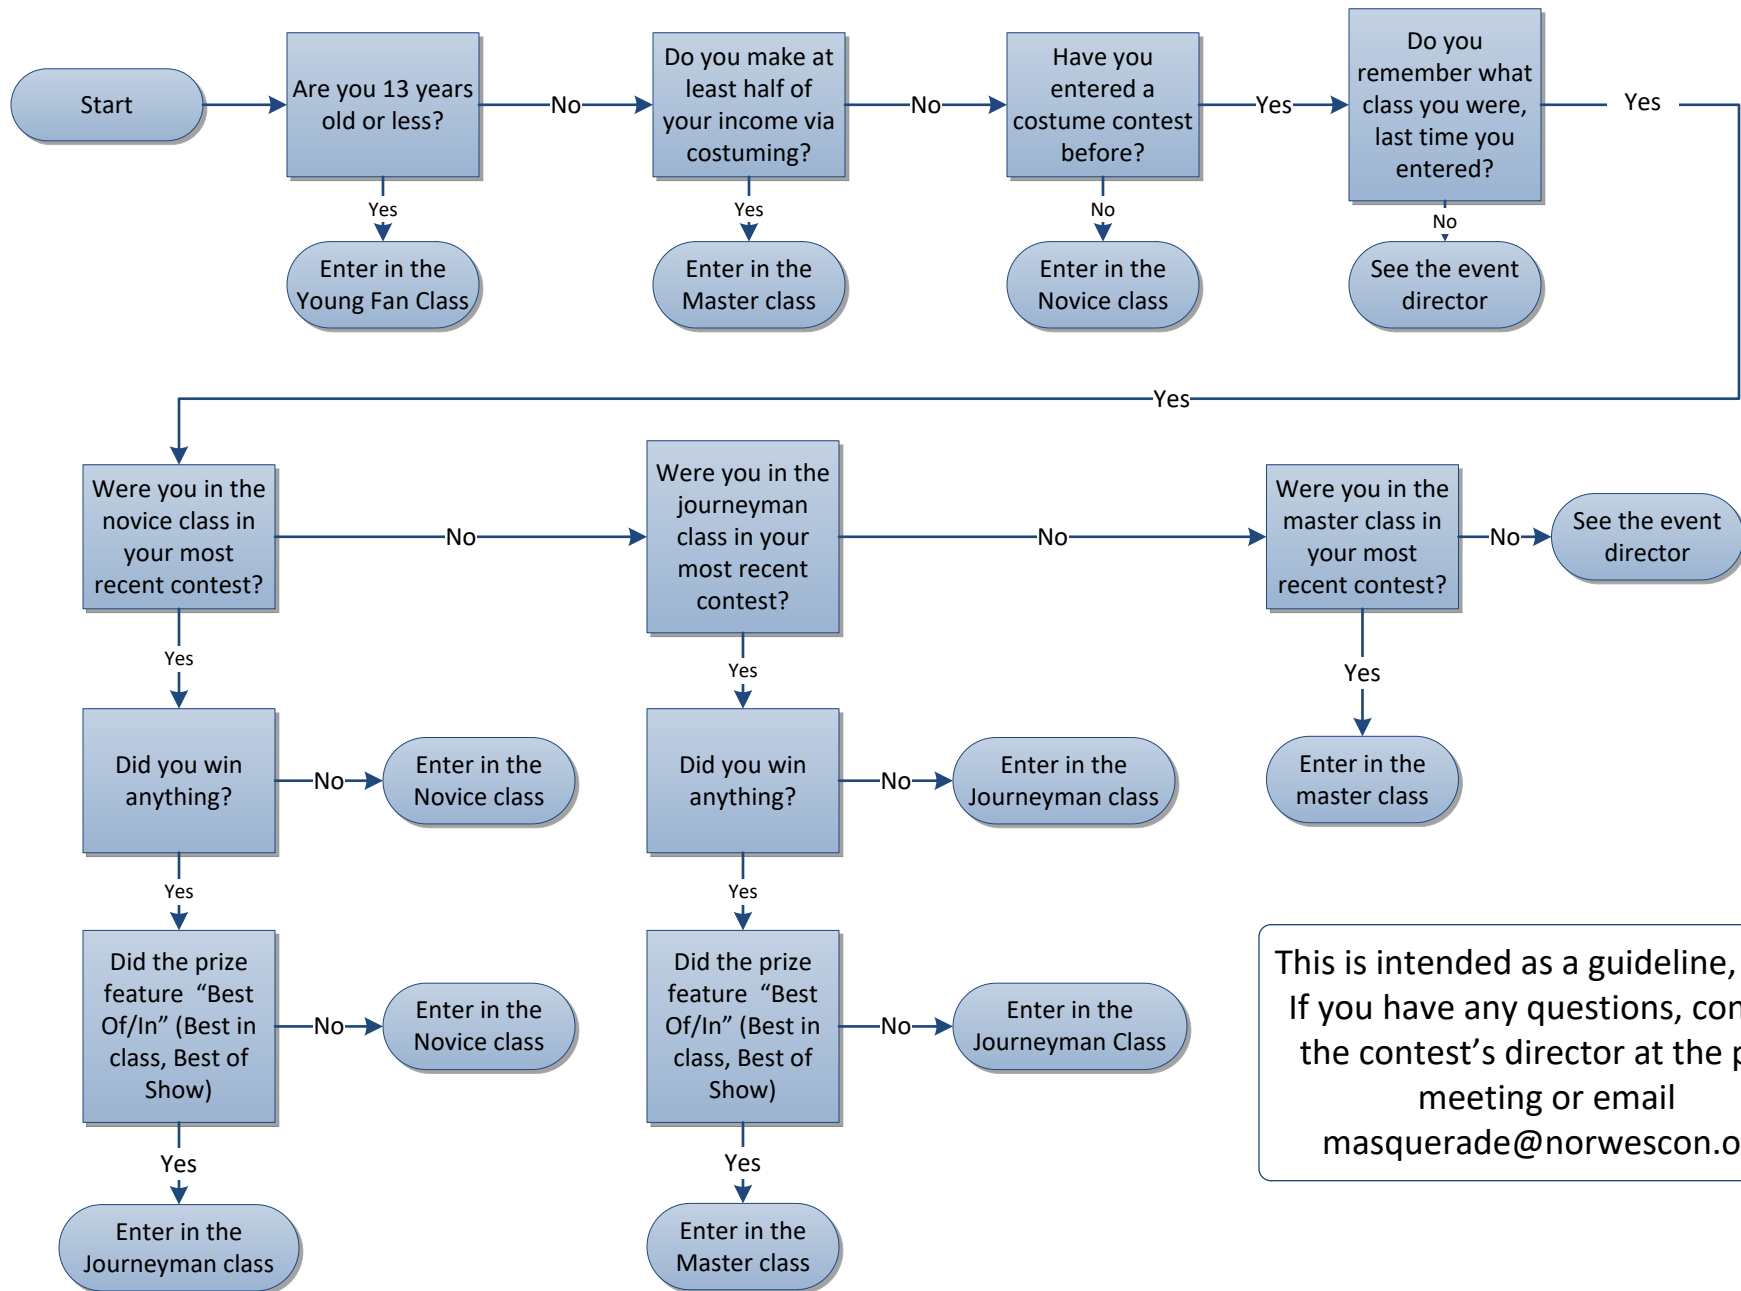 Start
Are you 13 years
old or less?
No
Do you make at
least half of
your income via
costuming?
No
Have you
entered a
costume contest
before?
Yes
Do you
remember what
class you were,
last time you
entered?
Yes
Yes
Yes
No
No
Enter in the
Young Fan Class
Enter in the
Master class
Enter in the
Novice class
See the event
director
Yes
Were you in the
novice class in
your most
recent contest?
No
Were you in the
journeyman
class in your
most recent
contest?
No
Were you in the
master class in
your most
recent contest?
No
See the event
director
Yes
Yes
Yes
Did you win
anything?
No
Enter in the
Novice class
Did you win
anything?
No
Enter in the
Journeyman class
Enter in the
master class
Yes
Yes
Did the prize
feature “Best
Of/In” (Best in
class, Best of
Show)
No
Enter in the
Novice class
Did the prize
feature “Best
Of/In” (Best in
class, Best of
Show)
No
Enter in the
Journeyman Class
Yes
Yes
Enter in the
Journeyman class
Enter in the
Master class
This is intended as a guideline,
If you have any questions,
the contest’s director at the
meeting or email